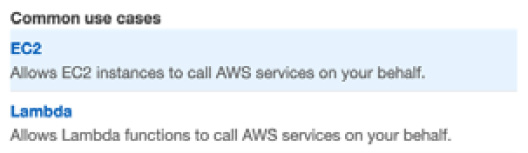 Common use cases
EC2
Allows EC2 instances to call AWS services on your behalf.
Lambda
Allows Lambda functions to call AWS services on your behalf.